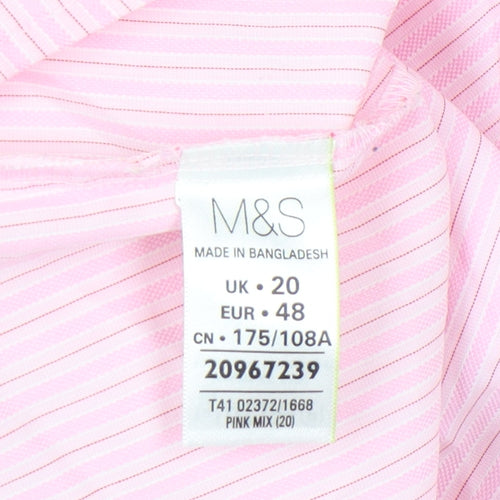 M&S
MADE IN BANGLADESH
UK • 20
EUR • 48
CN • 175/108A
20967239
T41 02372/1668
PINK MIX (20)